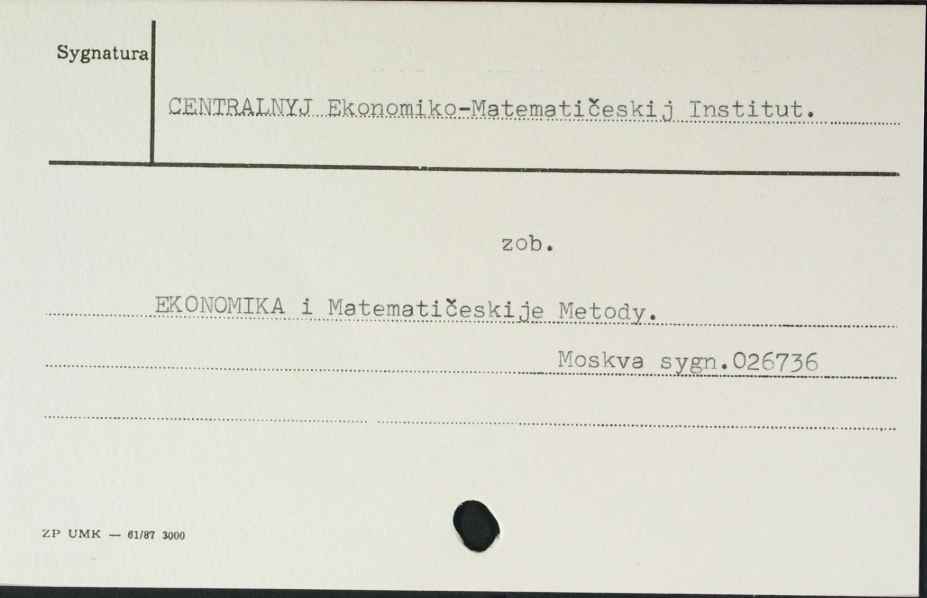 Sygnatura
CENTRALNYJ Ekonomiko-Matematičeskij Institut.
zob.
EKONOMIKA i Matematičeskije Metody.
Moskva sygn.026736
ZP UMK — 61/87 3000